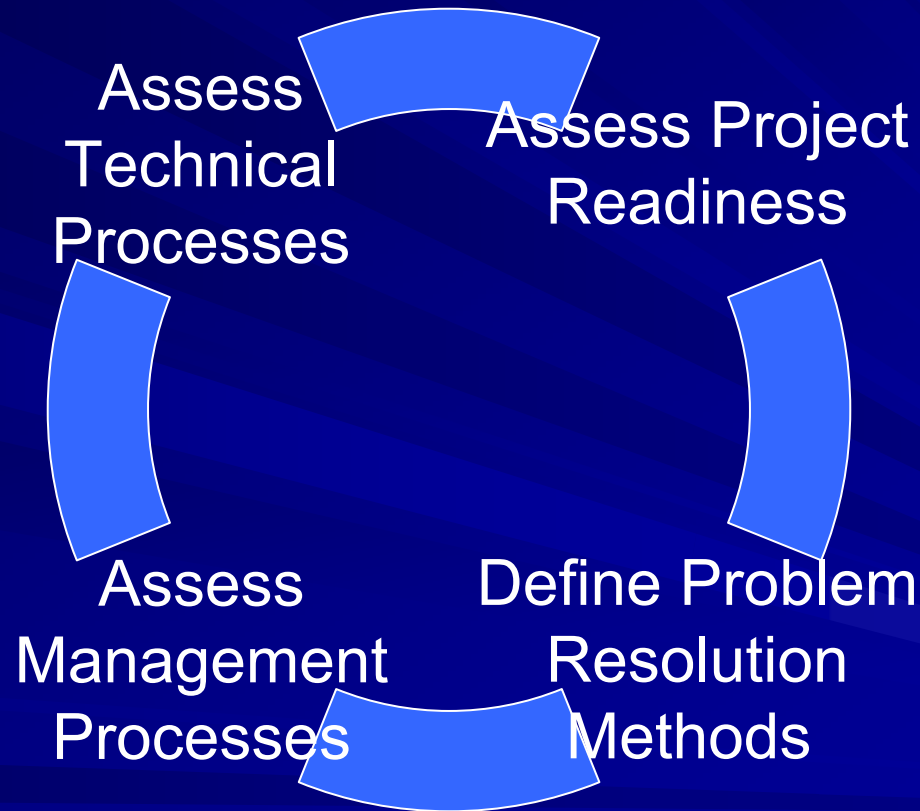 Assess
Technical
Processes
Assess Project
Readiness
Assess
Management
Processes
Define Problem
Resolution
Methods